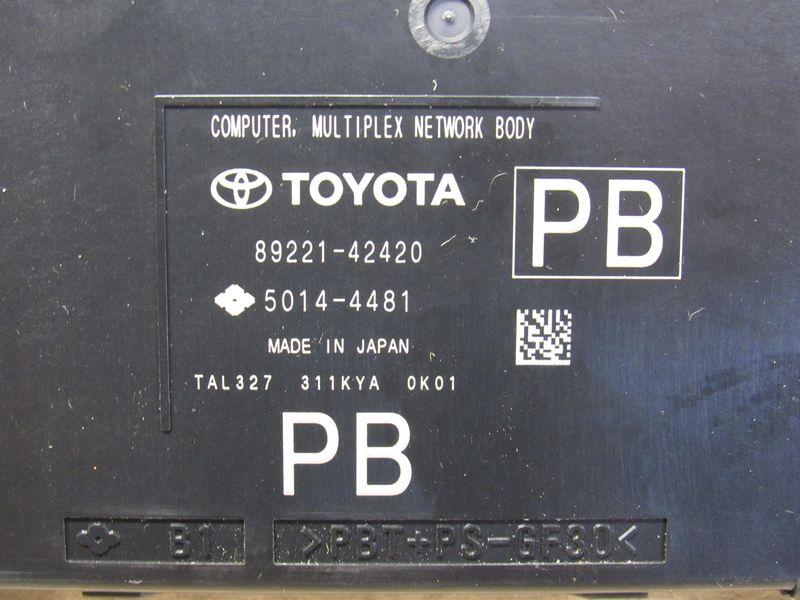 COMPUTER, MULTIPLEX NETWORK BODY
TOYOTA
PB
89221-42420
5014-4481
MADE IN JAPAN
TAL327 311KYA 0K01
PB
B1
>PBT+PS-GF30<